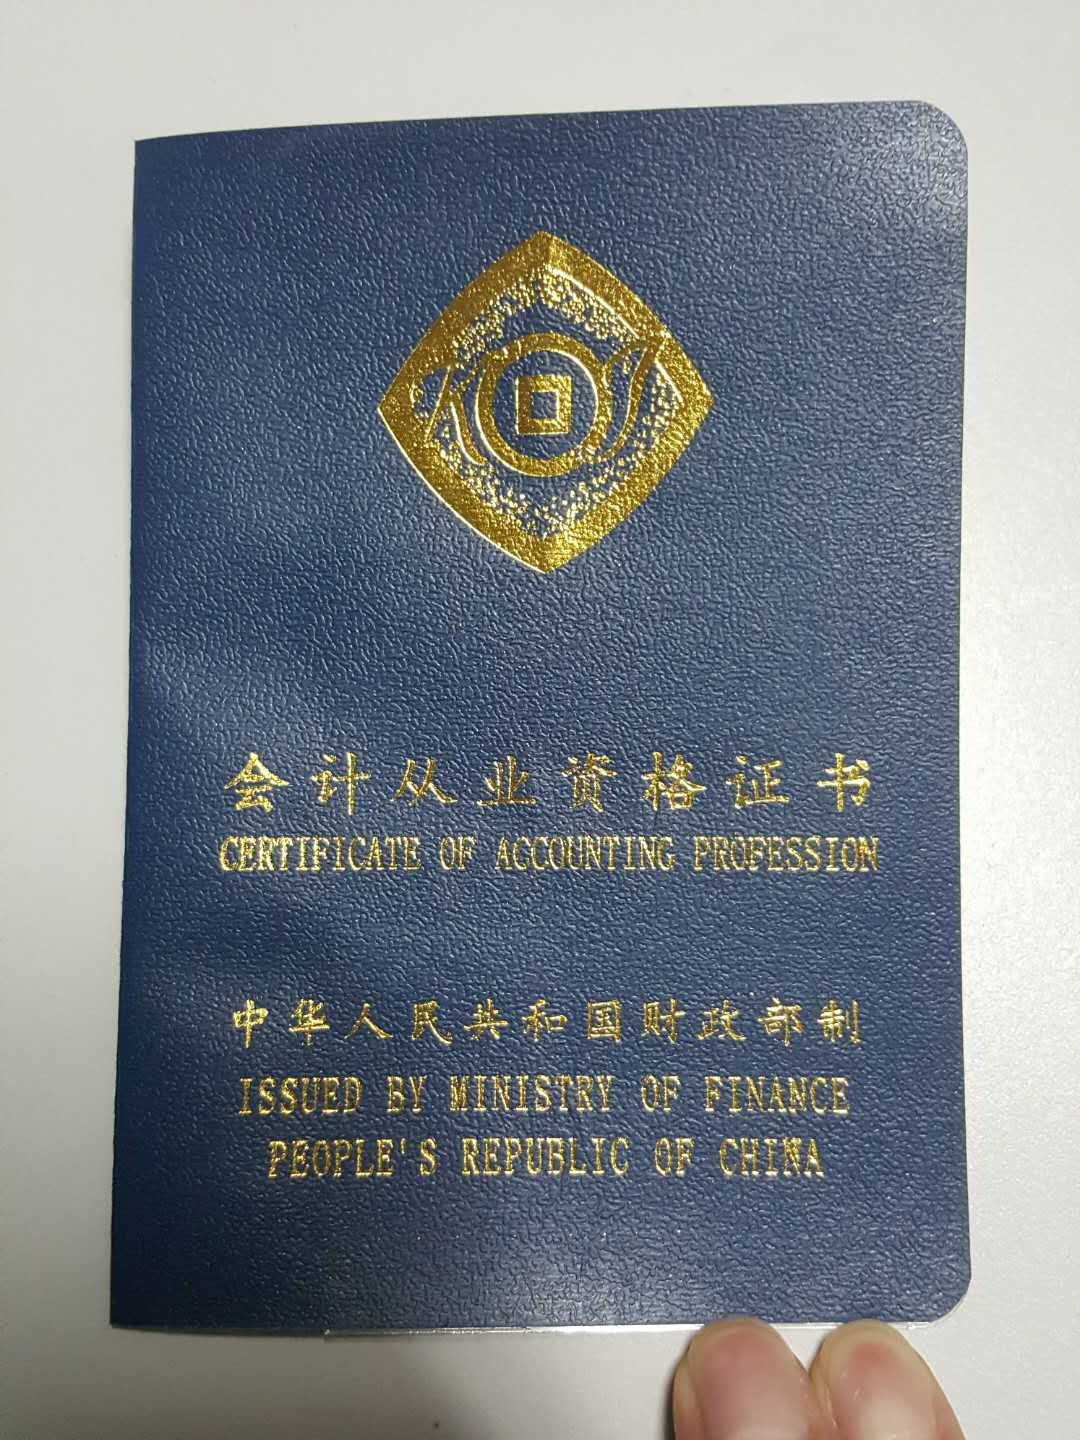 KJ
会计从业资格证书
CERTIFICATE OF ACCOUNTING PROFESSION
中华人民共和国财政部制
ISSUED BY MINISTRY OF FINANCE
PEOPLE'S REPUBLIC OF CHINA